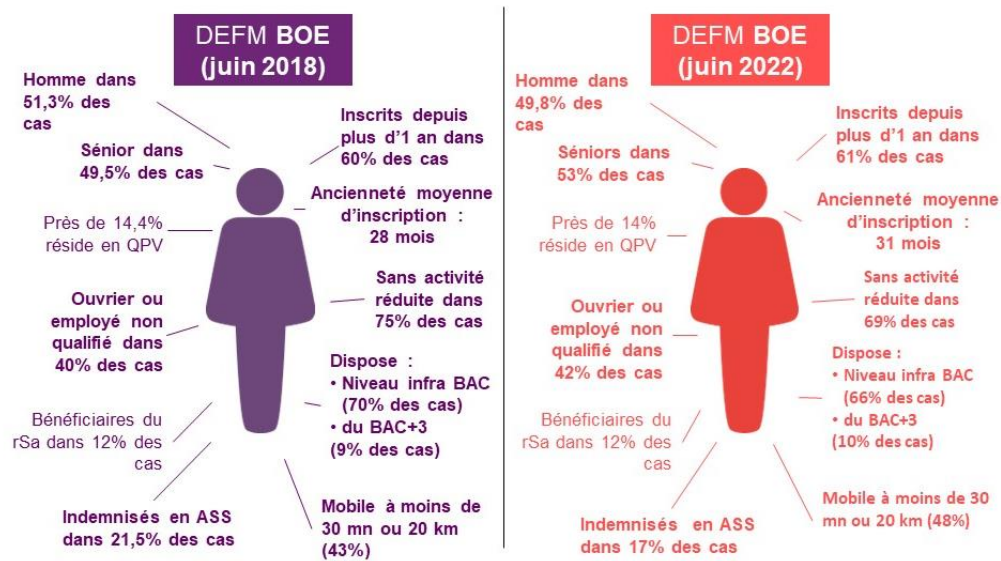 DEFM BOE
(juin 2018)
Homme dans
51,3% des
cas
Inscrits depuis
plus d'1 an dans
60% des cas
Sénior dans
49,5% des cas
Ancienneté moyenne
d'inscription :
28 mois
Près de 14,4%
réside en QPV
Sans activité
réduite dans
75% des cas
Ouvrier ou
employé non
qualifié dans
40% des cas
Dispose :
• Niveau infra BAC
(70% des cas)
• du BAC+3
(9% des cas)
Bénéficiaires du
rSa dans 12% des
cas
Indemnisés en ASS
dans 21,5% des cas
Mobile à moins de
30 mn ou 20 km
(43%)
DEFM BOE
(juin 2022)
Homme dans
49,8% des
cas
Inscrits depuis
plus d'1 an dans
61% des cas
Séniors dans
53% des cas
Ancienneté moyenne
d'inscription :
31 mois
Près de 14%
réside en QPV
Sans activité
réduite dans
69% des cas
Ouvrier ou
employé non
qualifié dans
42% des cas
Dispose :
• Niveau infra BAC
(66% des cas)
• du BAC+3
(10% des cas)
Bénéficiaires du
rSa dans 12% des
cas
Indemnisés en ASS
dans 17% des cas
Mobile à moins de 30
mn ou 20 km (48%)